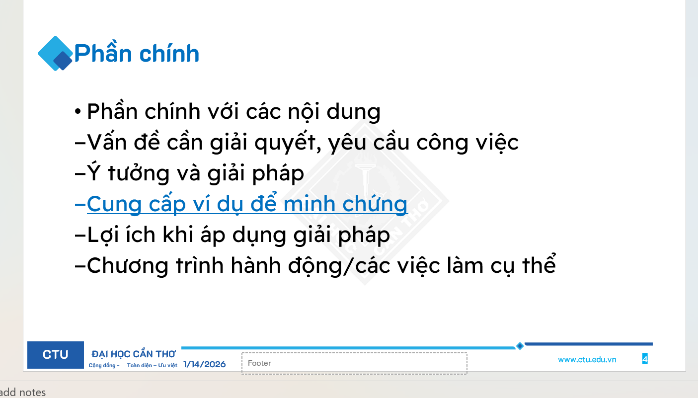 Phần chính
• Phần chính với các nội dung
–Vấn đề cần giải quyết, yêu cầu công việc
–Ý tưởng và giải pháp
–Cung cấp ví dụ để minh chứng
–Lợi ích khi áp dụng giải pháp
–Chương trình hành động/các việc làm cụ thể
CTU
ĐẠI HỌC CẦN THƠ
Cộng đồng - Toàn diện - Ưu việt
1/14/2026
Footer
www.ctu.edu.vn
4
add notes